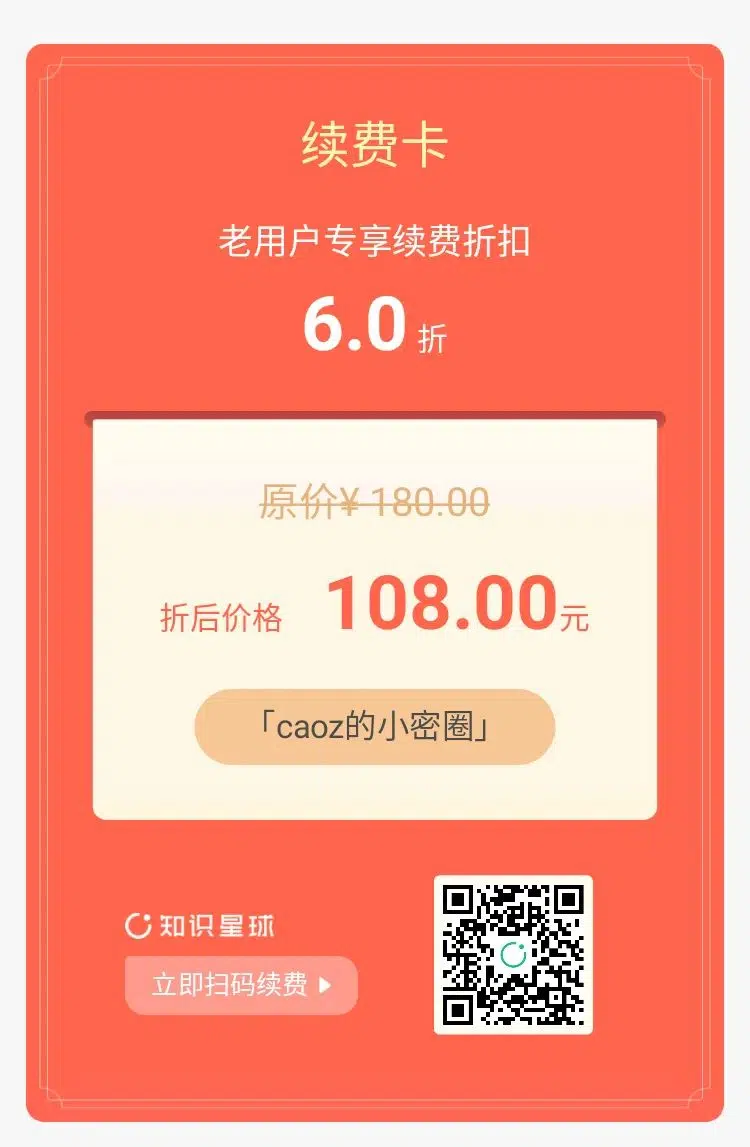 续费卡
老用户专享续费折扣
6.0 折
原价¥ 180.00
折后价格 108.00元
「caoz的小密圈」
知识星球
立即扫码续费